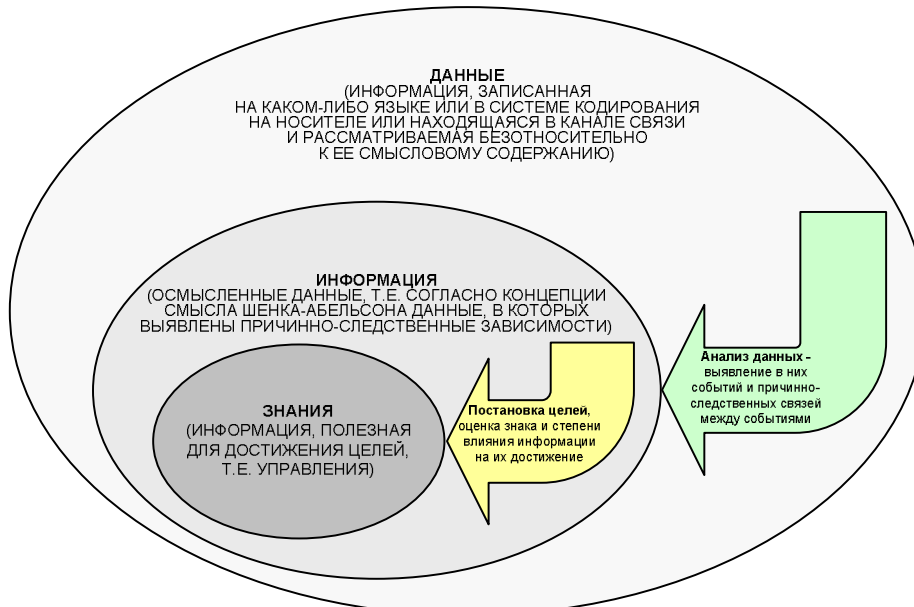 ДАННЫЕ
(ИНФОРМАЦИЯ, ЗАПИСАННАЯ
НА КАКОМ-ЛИБО ЯЗЫКЕ ИЛИ В СИСТЕМЕ КОДИРОВАНИЯ
НА НОСИТЕЛЕ ИЛИ НАХОДЯЩАЯСЯ В КАНАЛЕ СВЯЗИ
И РАССМАТРИВАЕМАЯ БЕЗОТНОСИТЕЛЬНО
К ЕЕ СМЫСЛОВОМУ СОДЕРЖАНИЮ)
ИНФОРМАЦИЯ
(ОСМЫСЛЕННЫЕ ДАННЫЕ, Т.Е. СОГЛАСНО КОНЦЕПЦИИ
СМЫСЛА ШЕНКА-АБЕЛЬСОНА ДАННЫЕ, В КОТОРЫХ
ВЫЯВЛЕНЫ ПРИЧИННО-СЛЕДСТВЕННЫЕ ЗАВИСИМОСТИ)
Анализ данных -
выявление в них
событий и причинно-
следственных связей
между событиями
ЗНАНИЯ
(ИНФОРМАЦИЯ, ПОЛЕЗНАЯ
ДЛЯ ДОСТИЖЕНИЯ ЦЕЛЕЙ,
Т.Е. УПРАВЛЕНИЯ)
Постановка целей,
оценка знака и степени
влияния информации
на их достижение